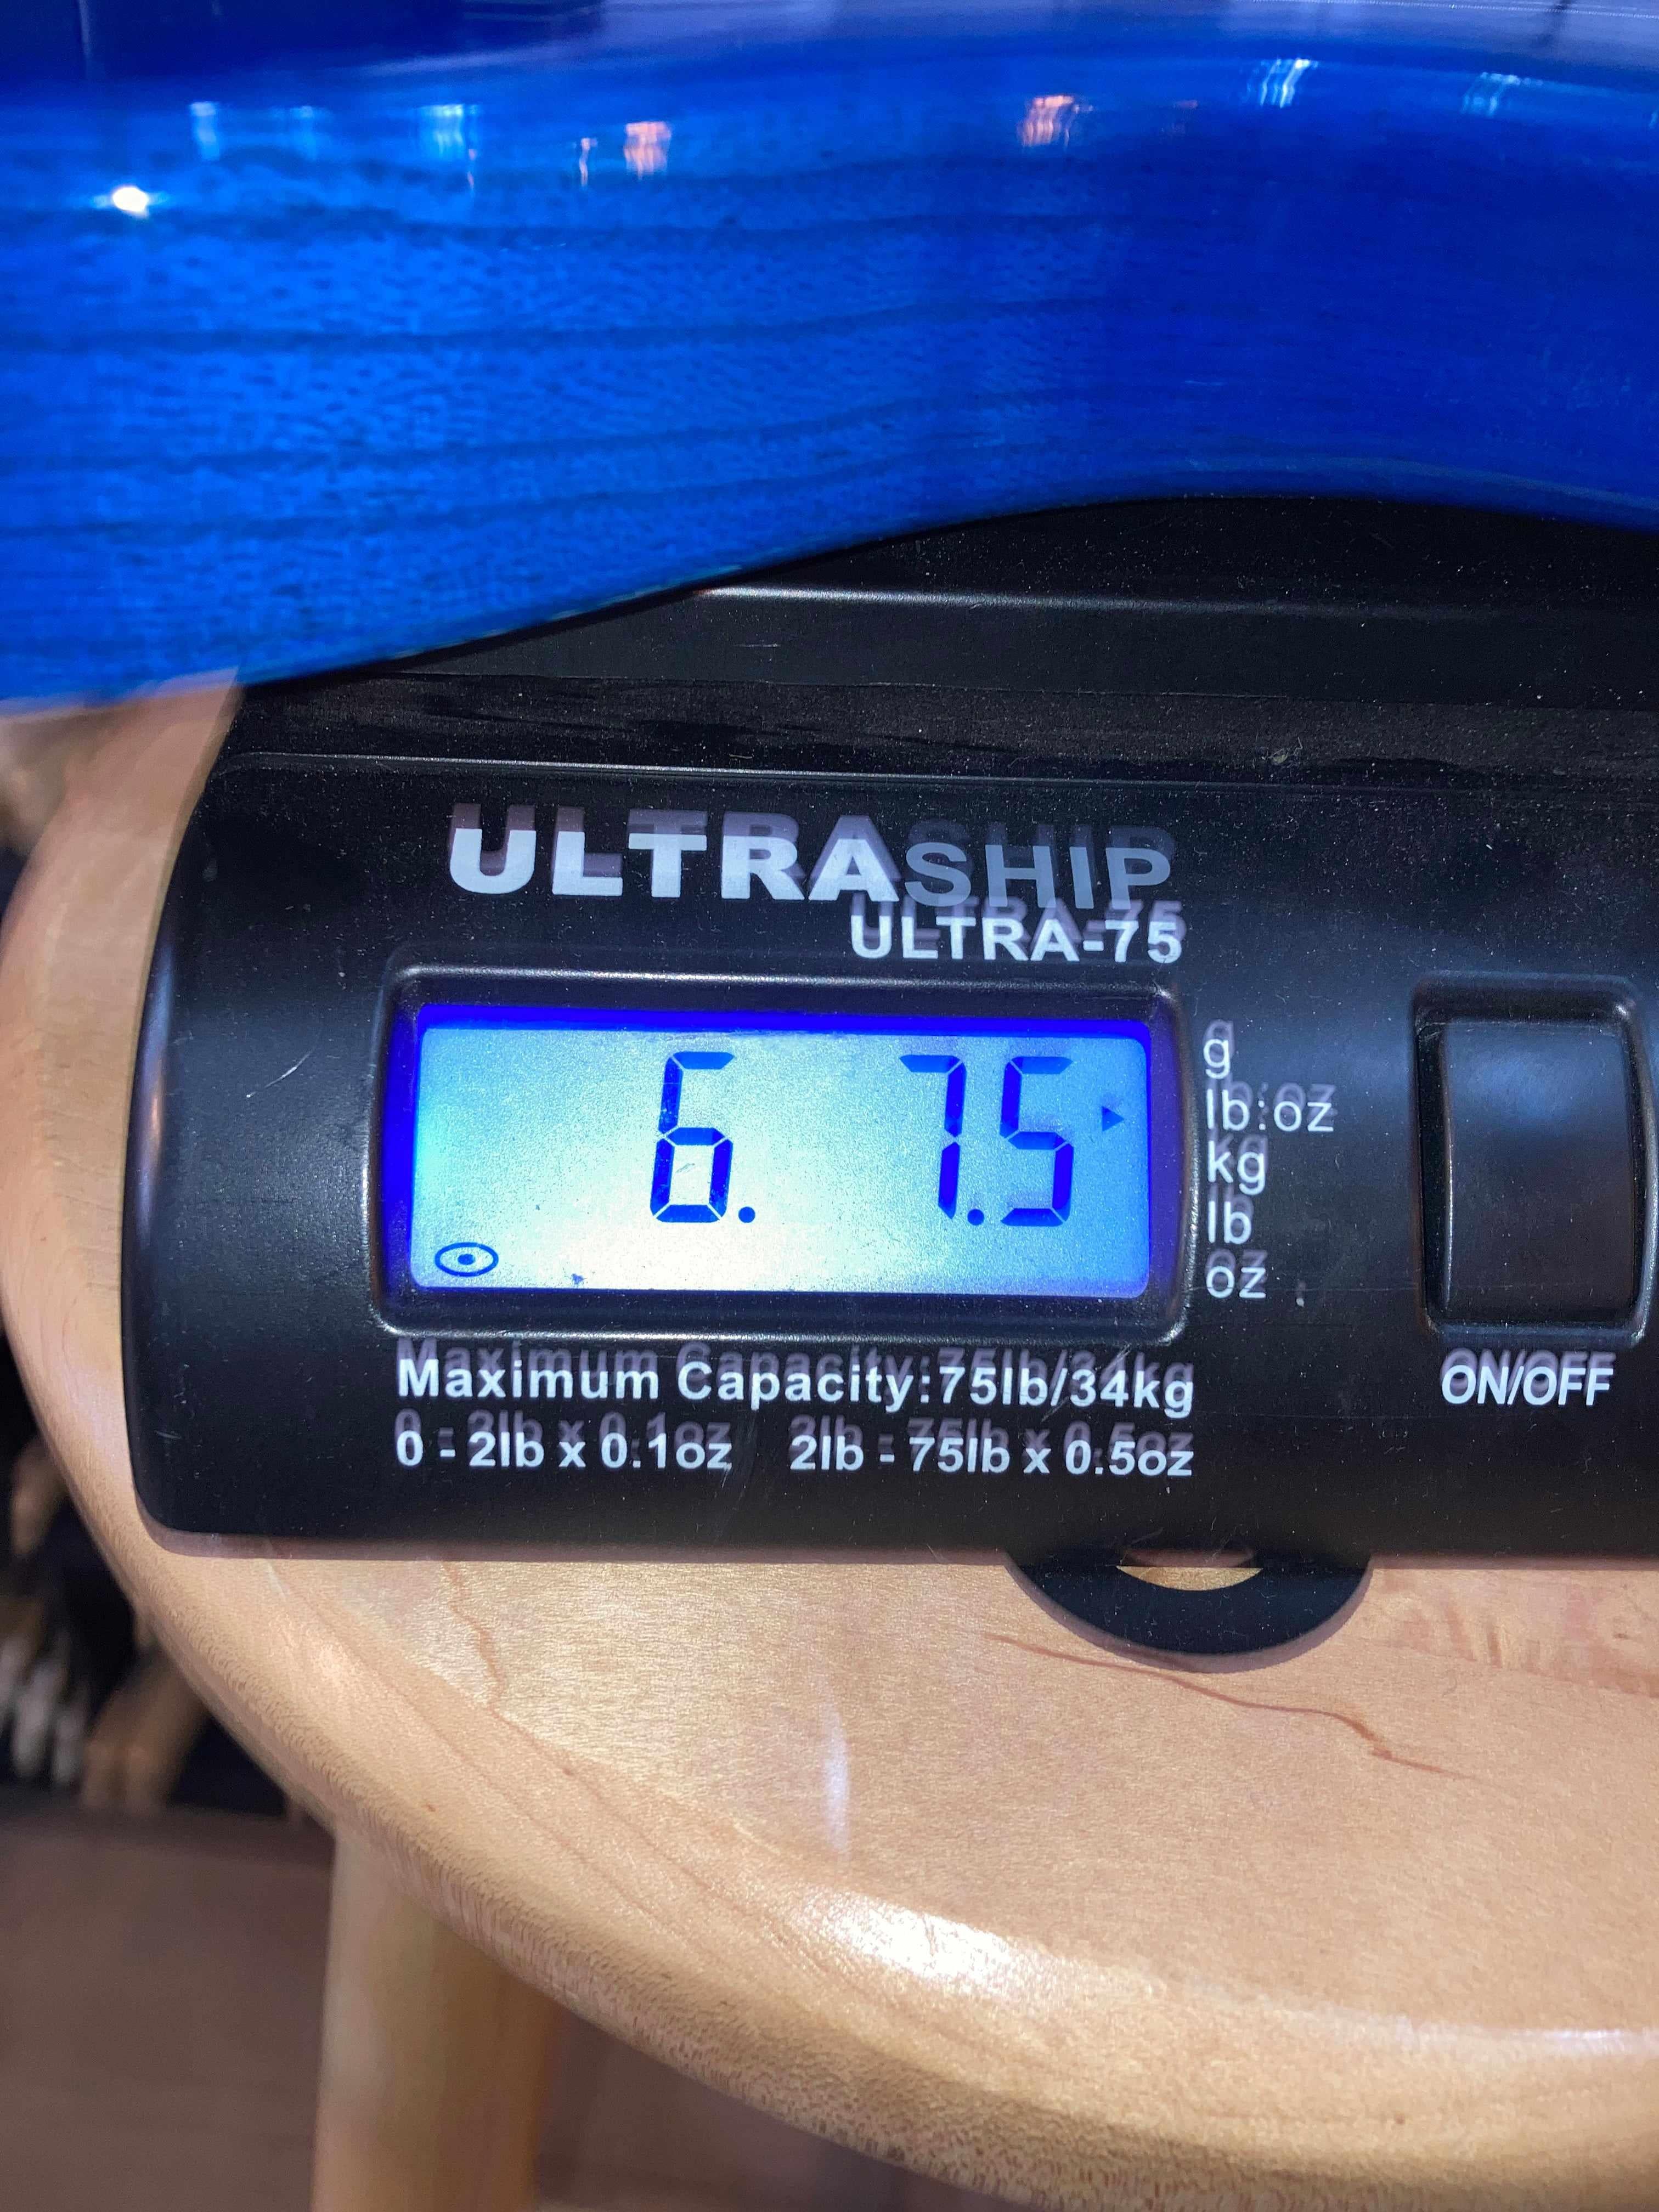 ULTRASHIP
ULTRA-75
6. 7.5
g
lb:oz
kg
lb
oz
ON/OFF
Maximum Capacity:75lb/34kg
0 - 2lb x 0.1oz 2lb - 75lb x 0.5oz